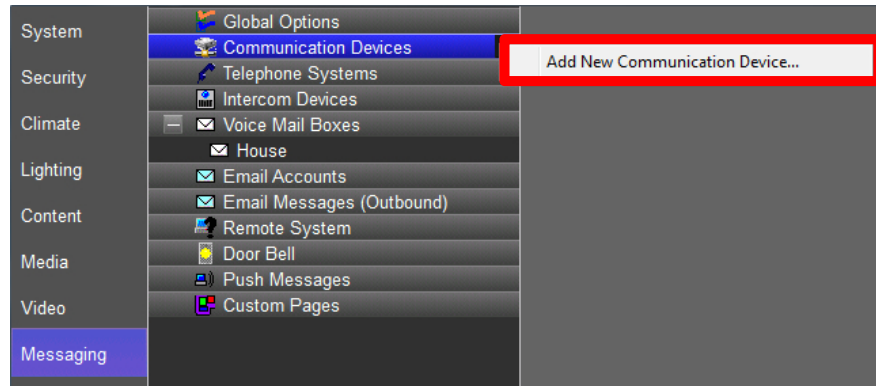 System
Security
Climate
Lighting
Content
Media
Video
Messaging
Global Options
Communication Devices
Telephone Systems
Intercom Devices
Voice Mail Boxes
House
Email Accounts
Email Messages (Outbound)
Remote System
Door Bell
Push Messages
Custom Pages
Add New Communication Device...